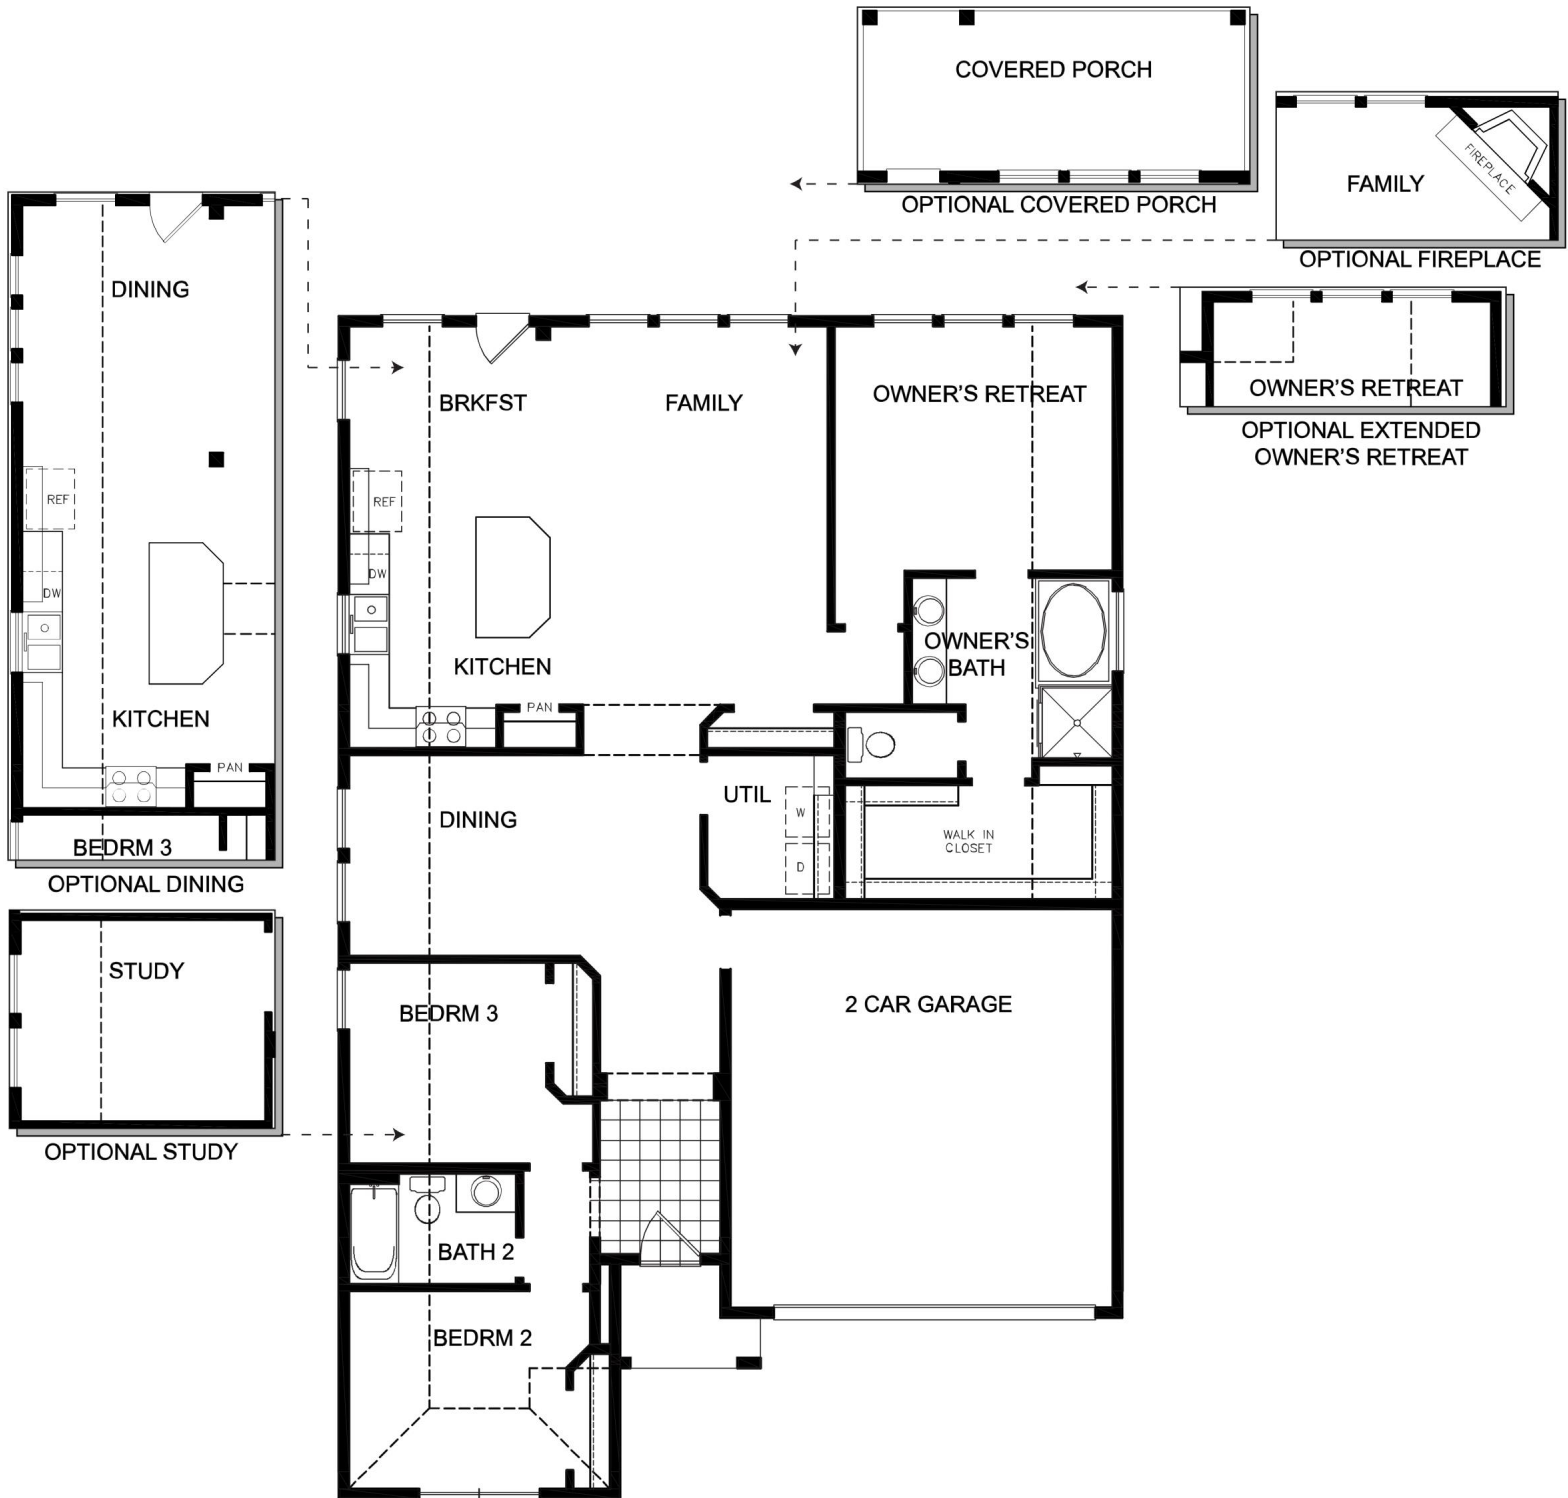 COVERED PORCH
OPTIONAL COVERED PORCH
FAMILY
FIREPLACE
OPTIONAL FIREPLACE
OWNER'S RETREAT
OPTIONAL EXTENDED
OWNER'S RETREAT
DINING
REF
DW
KITCHEN
PAN
BEDRM 3
OPTIONAL DINING
STUDY
OPTIONAL STUDY
BRKFST
FAMILY
OWNER'S RETREAT
REF
DW
KITCHEN
PAN
OWNER'S
BATH
DINING
UTIL
W
D
WALK IN
CLOSET
BEDRM 3
2 CAR GARAGE
BATH 2
BEDRM 2